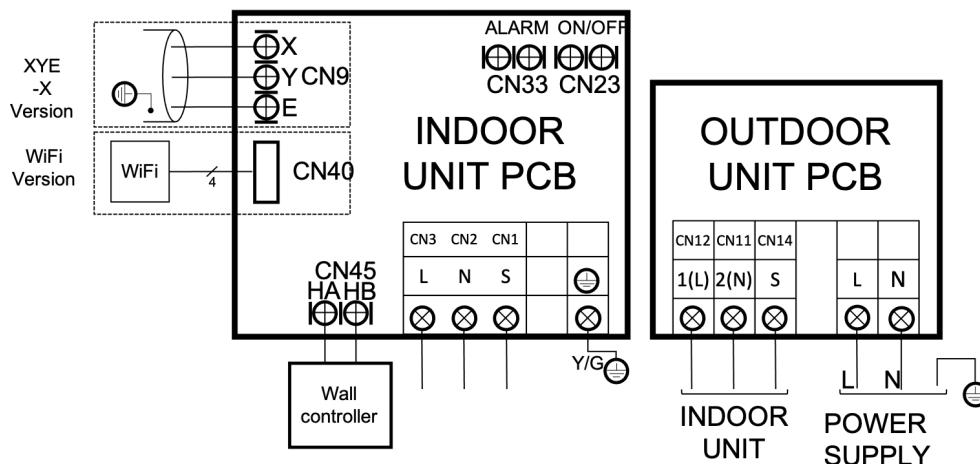 XYE
-X
Version
X
Y CN9
E
ALARM ON/OFF
CN33 CN23
WiFi
Version
WiFi
4
CN40
INDOOR
UNIT PCB
CN3 CN2 CN1
L N S
CN45
HA HB
Wall
controller
Y/G
OUTDOOR
UNIT PCB
CN12 CN11 CN14
1(L) 2(N) S L N
L N
INDOOR
UNIT
POWER
SUPPLY